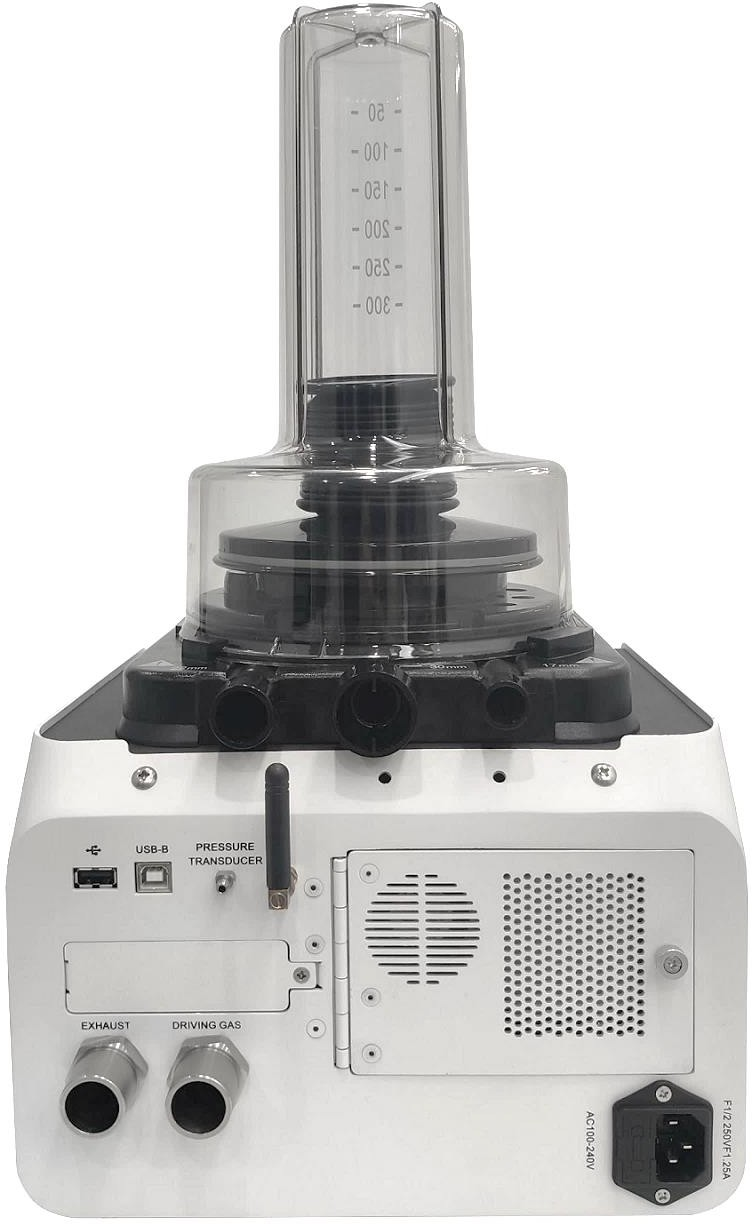 - 50 -
- 100 -
- 150 -
- 200 -
- 250 -
- 300 -
30mm
17mm
USB-B
PRESSURE
TRANSDUCER
EXHAUST
DRIVING GAS
F1/2 250VF1.25A
AC100-240V